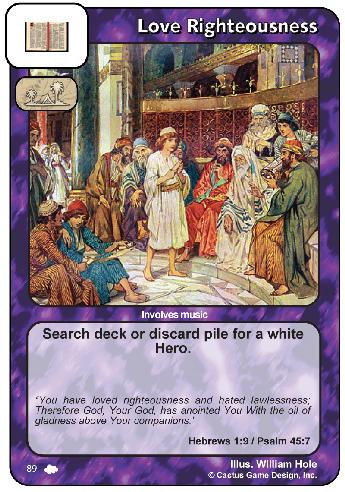 Love Righteousness
Involves music
Search deck or discard pile for a white
Hero.
"You have loved righteousness and hated lawlessness;
Therefore God, Your God, has anointed You With the oil of
gladness above Your companions."
Hebrews 1:9 / Psalm 45:7
89
Illus. William Hole
© Cactus Game Design, Inc.